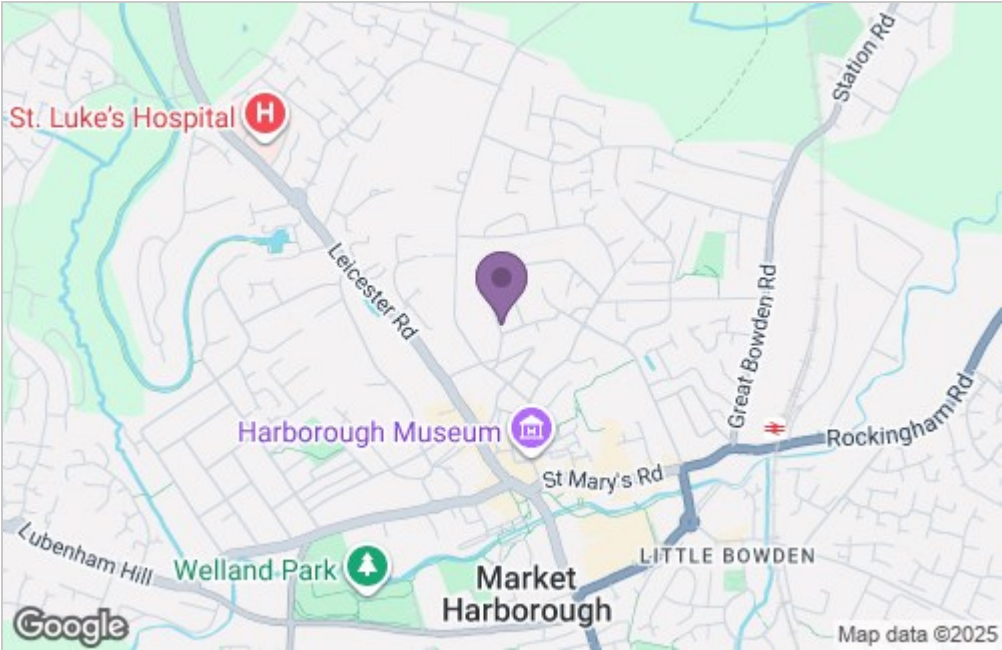 Station Rd
St. Luke's Hospital
H
Leicester Rd
Great Bowden Rd
Rockingham Rd
Harborough Museum
St Mary's Rd
Lubenham Hill
Welland Park
LITTLE BOWDEN
Market
Harborough
Google
Map data ©2025